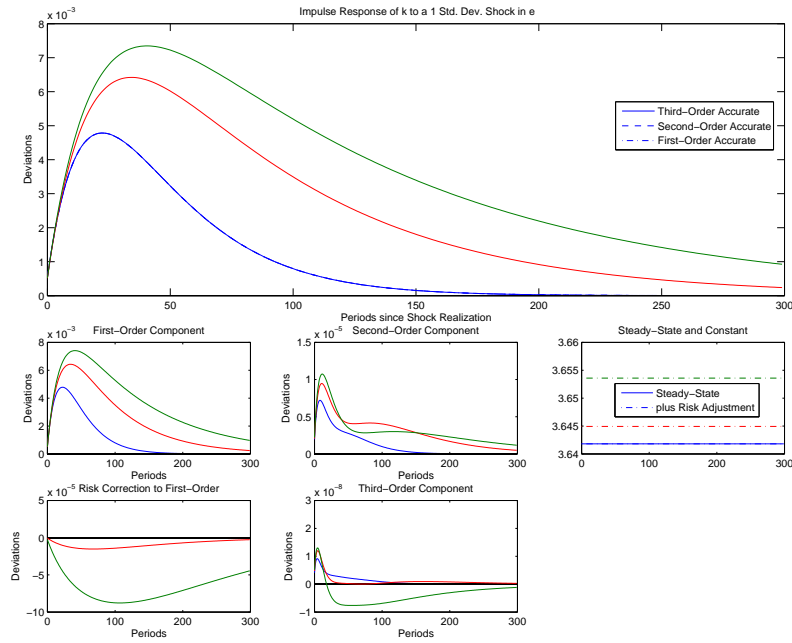 Impulse Response of k to a 1 Std. Dev. Shock in e
x 10^-3
8
7
6
5
4
3
2
1
0
Deviations
0 50 100 150 200 250 300
Periods since Shock Realization
Third-Order Accurate
Second-Order Accurate
First-Order Accurate
First-Order Component
x 10^-3
8
6
4
2
0
Deviations
0 100 200 300
Periods
Second-Order Component
x 10^-5
1.5
1
0.5
0
Deviations
0 100 200 300
Periods
Steady-State and Constant
3.66
3.655
3.65
3.645
3.64
0 100 200 300
Periods
Steady-State
plus Risk Adjustment
Risk Correction to First-Order
x 10^-5
5
0
-5
-10
Deviations
0 100 200 300
Periods
Third-Order Component
x 10^-8
3
2
1
0
-1
Deviations
0 100 200 300
Periods